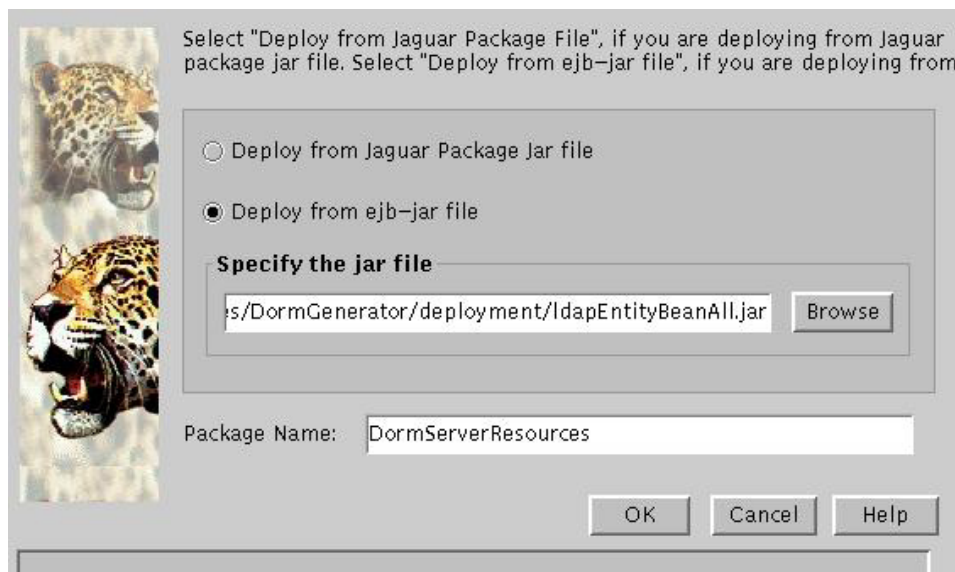 Select "Deploy from Jaguar Package File", if you are deploying from Jaguar
package jar file. Select "Deploy from ejb-jar file", if you are deploying from
Deploy from Jaguar Package Jar file
Deploy from ejb-jar file
Specify the jar file
s/DormGenerator/deployment/ldapEntityBeanAll.jar Browse
Package Name: DormServerResources
OK Cancel Help